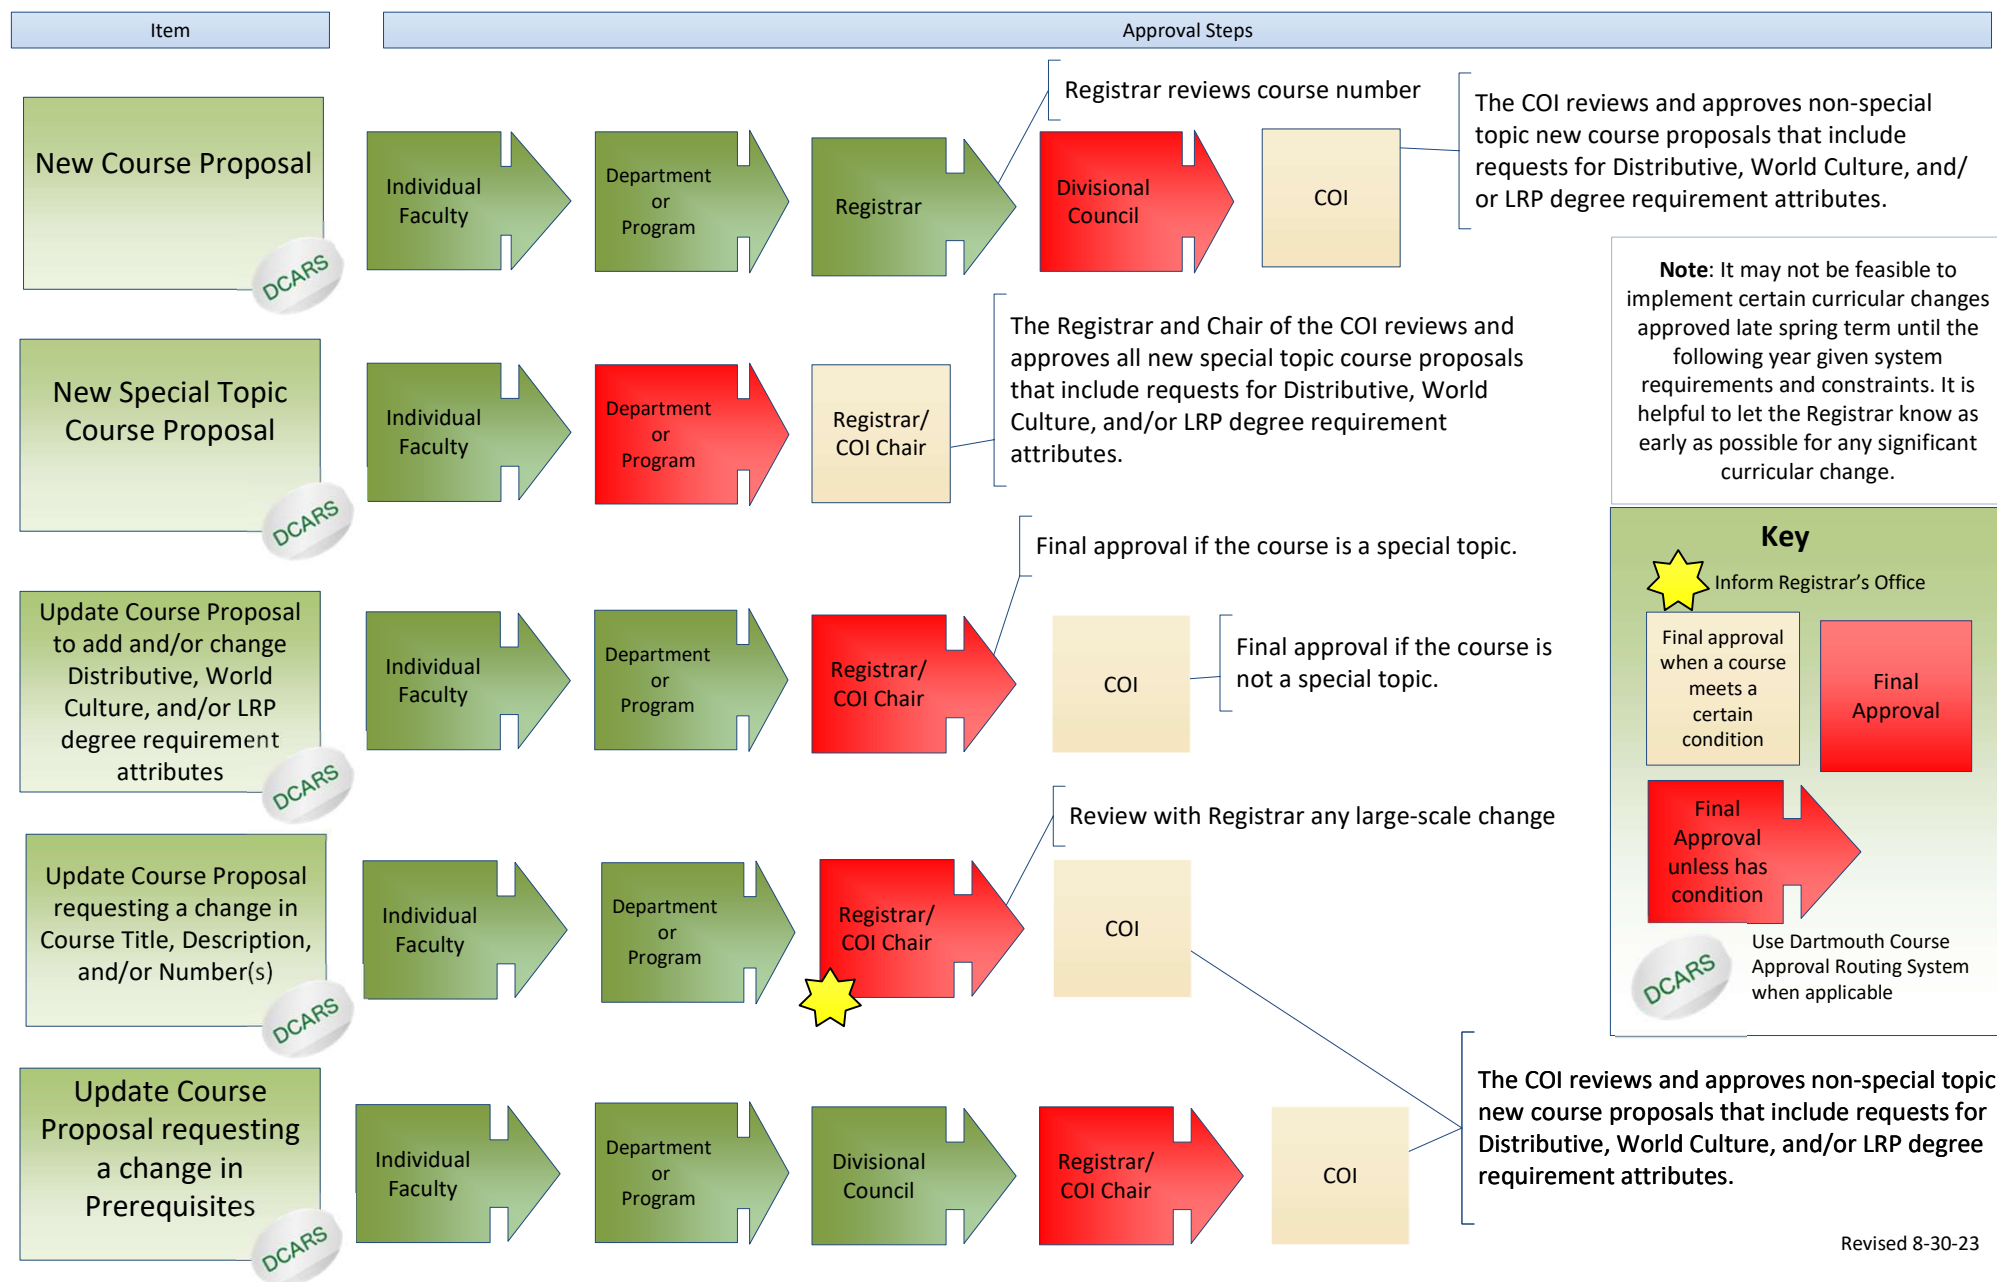 Item
Approval Steps
New Course Proposal
DCARS
Individual
Faculty
Department
or
Program
Registrar
Registrar reviews course number
Divisional
Council
COI
The COI reviews and approves non-special
topic new course proposals that include
requests for Distributive, World Culture, and/
or LRP degree requirement attributes.
New Special Topic
Course Proposal
DCARS
Individual
Faculty
Department
or
Program
Registrar/
COI Chair
The Registrar and Chair of the COI reviews and
approves all new special topic course proposals
that include requests for Distributive, World
Culture, and/or LRP degree requirement
attributes.
Note: It may not be feasible to
implement certain curricular changes
approved late spring term until the
following year given system
requirements and constraints. It is
helpful to let the Registrar know as
early as possible for any significant
curricular change.
Update Course Proposal
to add and/or change
Distributive, World
Culture, and/or LRP
degree requirement
attributes
DCARS
Individual
Faculty
Department
or
Program
Registrar/
COI Chair
Final approval if the course is a special topic.
COI
Final approval if the course is
not a special topic.
Key
Inform Registrar's Office
Final approval
when a course
meets a
certain
condition
Final
Approval
Final
Approval
unless has
condition
DCARS
Use Dartmouth Course
Approval Routing System
when applicable
Update Course Proposal
requesting a change in
Course Title, Description,
and/or Number(s)
DCARS
Individual
Faculty
Department
or
Program
Registrar/
COI Chair
Review with Registrar any large-scale change
COI
Update Course
Proposal requesting
a change in
Prerequisites
DCARS
Individual
Faculty
Department
or
Program
Divisional
Council
Registrar/
COI Chair
COI
The COI reviews and approves non-special topic
new course proposals that include requests for
Distributive, World Culture, and/or LRP degree
requirement attributes.
Revised 8-30-23